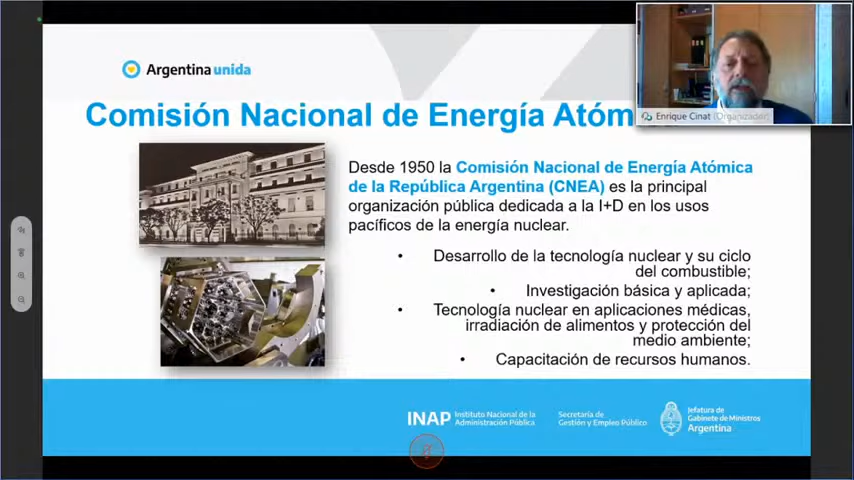 Argentina unida
Comisión Nacional de Energía Atóm
Enrique Cinat (Organizador)
Desde 1950 la Comisión Nacional de Energía Atómica
de la República Argentina (CNEA) es la principal
organización pública dedicada a la I+D en los usos
pacíficos de la energía nuclear.
• Desarrollo de la tecnología nuclear y su ciclo
del combustible;
• Investigación básica y aplicada;
• Tecnología nuclear en aplicaciones médicas,
irradiación de alimentos y protección del
medio ambiente;
• Capacitación de recursos humanos.
INAP
Instituto Nacional de la
Administración Pública
Secretaría de
Gestión y Empleo Público
Jefatura de
Gabinete de Ministros
Argentina